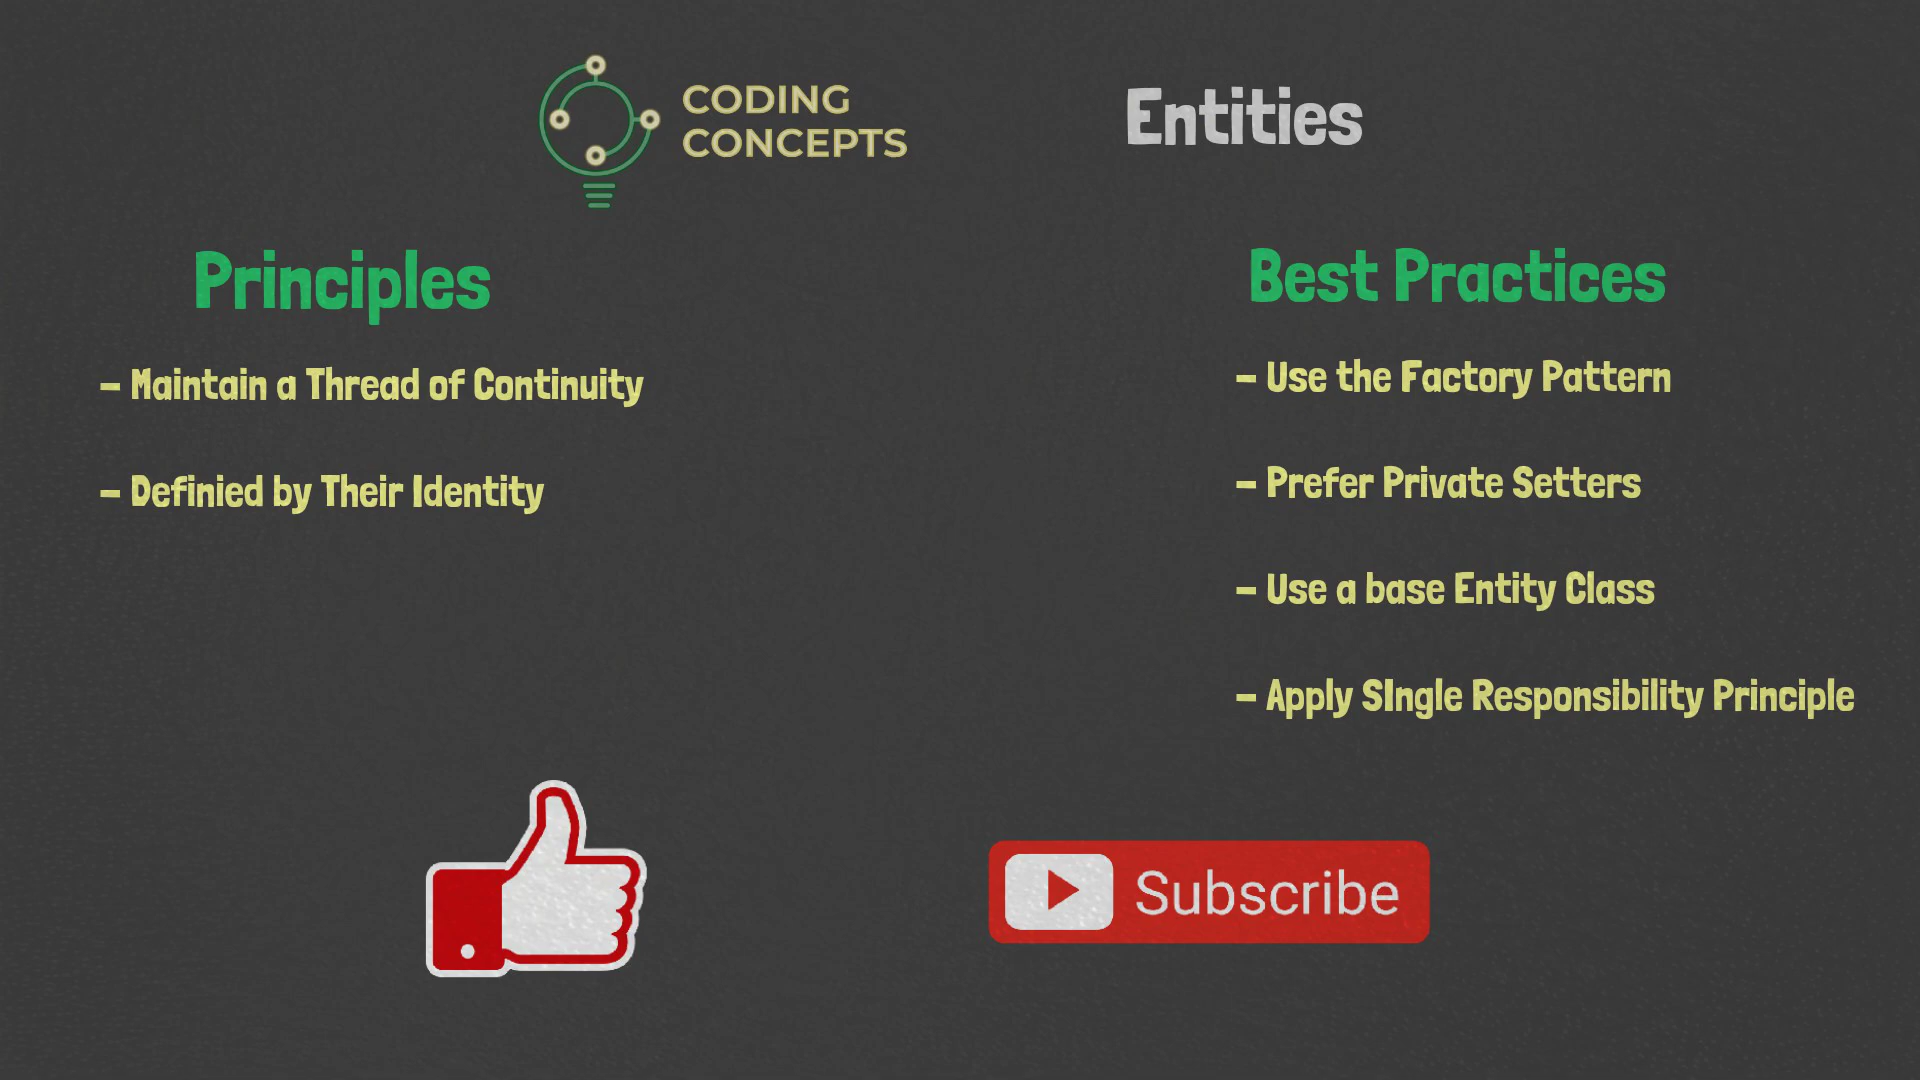 CODING
CONCEPTS
Entities
Principles
- Maintain a Thread of Continuity
- Definied by Their Identity
Best Practices
- Use the Factory Pattern
- Prefer Private Setters
- Use a base Entity Class
- Apply SIngle Responsibility Principle
Subscribe